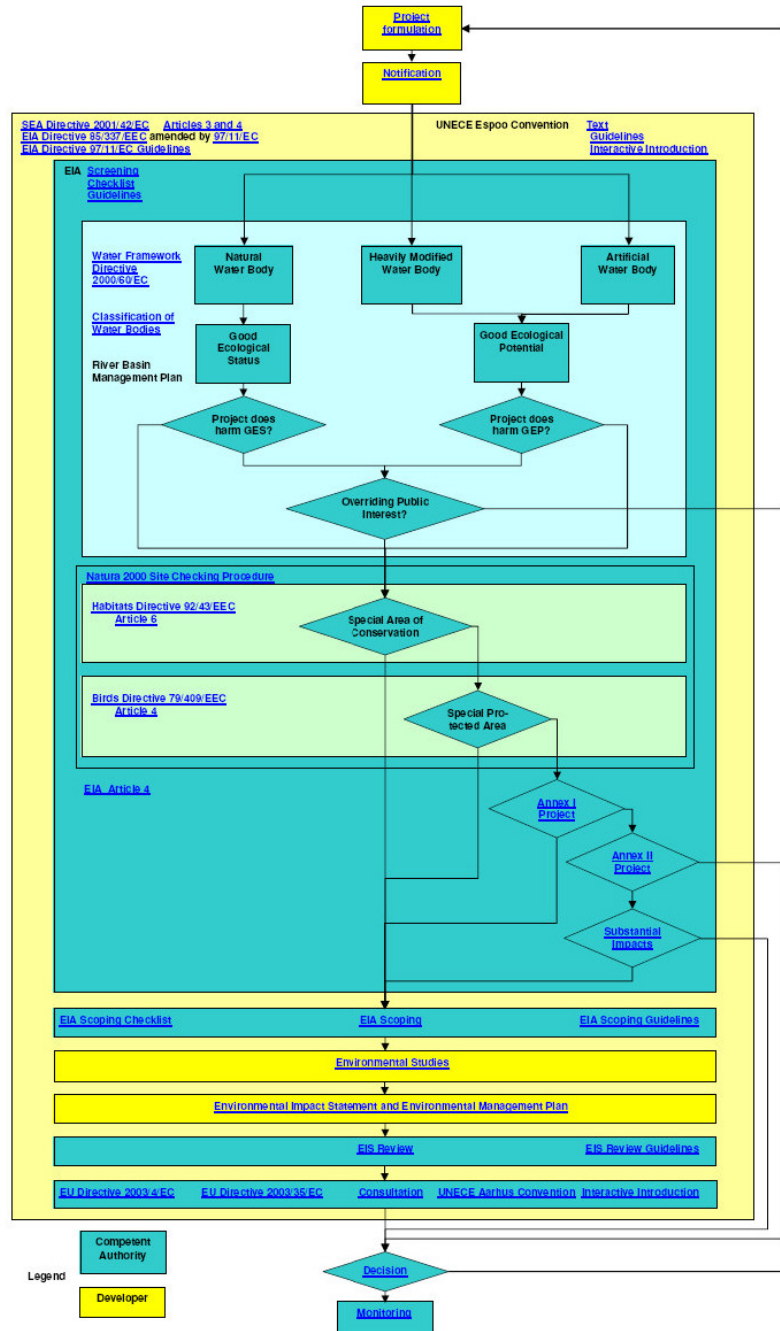 Project
formulation
Notification
SEA Directive 2001/42/EC Articles 3 and 4
EIA Directive 85/337/EEC amended by 97/11/EC
EIA Directive 97/11/EC Guidelines
UNECE Espoo Convention Text
Guidelines
Interactive Introduction
EIA Screening
Checklist
Guidelines
Water Framework
Directive
2000/60/EC
Natural
Water Body
Heavily Modified
Water Body
Artificial
Water Body
Classification of
Water Bodies
Good
Ecological
Status
Good Ecological
Potential
River Basin
Management Plan
Project does
harm GES?
Project does
harm GEP?
Overriding Public
Interest?
Natura 2000 Site Checking Procedure
Habitats Directive 92/43/EEC
Article 6
Special Area of
Conservation
Birds Directive 79/409/EEC
Article 4
Special Pro-
tected Area
EIA Article 4
Annex I
Project
Annex II
Project
Substantial
Impacts
EIA Scoping Checklist EIA Scoping EIA Scoping Guidelines
Environmental Studies
Environmental Impact Statement and Environmental Management Plan
EIS Review EIS Review Guidelines
EU Directive 2003/4/EC EU Directive 2003/35/EC Consultation UNECE Aarhus Convention Interactive Introduction
Legend
Competent
Authority
Developer
Decision
Monitoring